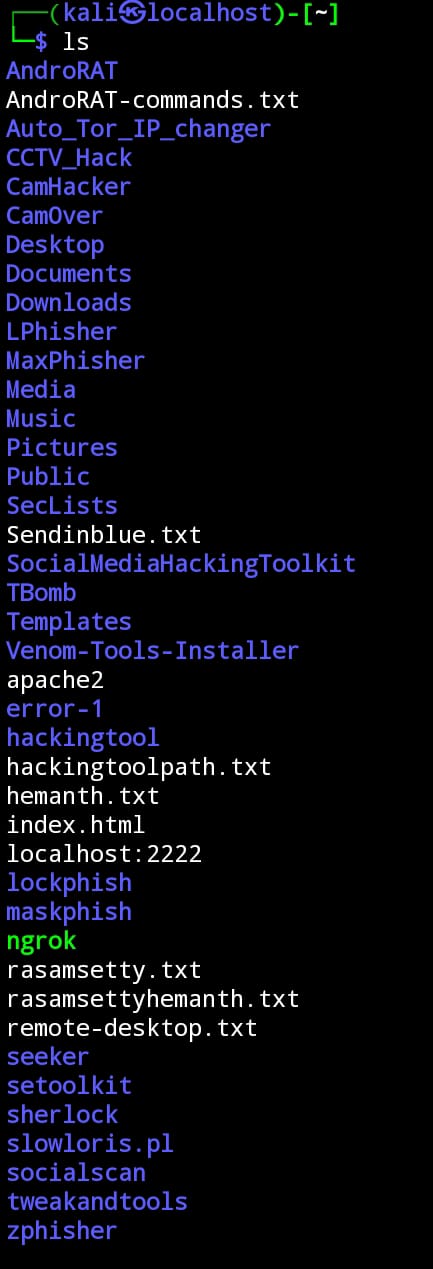 ┌──(kali㉿localhost)-[~]
└─$ ls
AndroRAT
AndroRAT-commands.txt
Auto_Tor_IP_changer
CCTV_Hack
CamHacker
CamOver
Desktop
Documents
Downloads
LPhisher
MaxPhisher
Media
Music
Pictures
Public
SecLists
Sendinblue.txt
SocialMediaHackingToolkit
TBomb
Templates
Venom-Tools-Installer
apache2
error-1
hackingtool
hackingtoolpath.txt
hemanth.txt
index.html
localhost:2222
lockphish
maskphish
ngrok
rasamsetty.txt
rasamsettyhemanth.txt
remote-desktop.txt
seeker
setoolkit
sherlock
slowloris.pl
socialscan
tweakandtools
zphisher